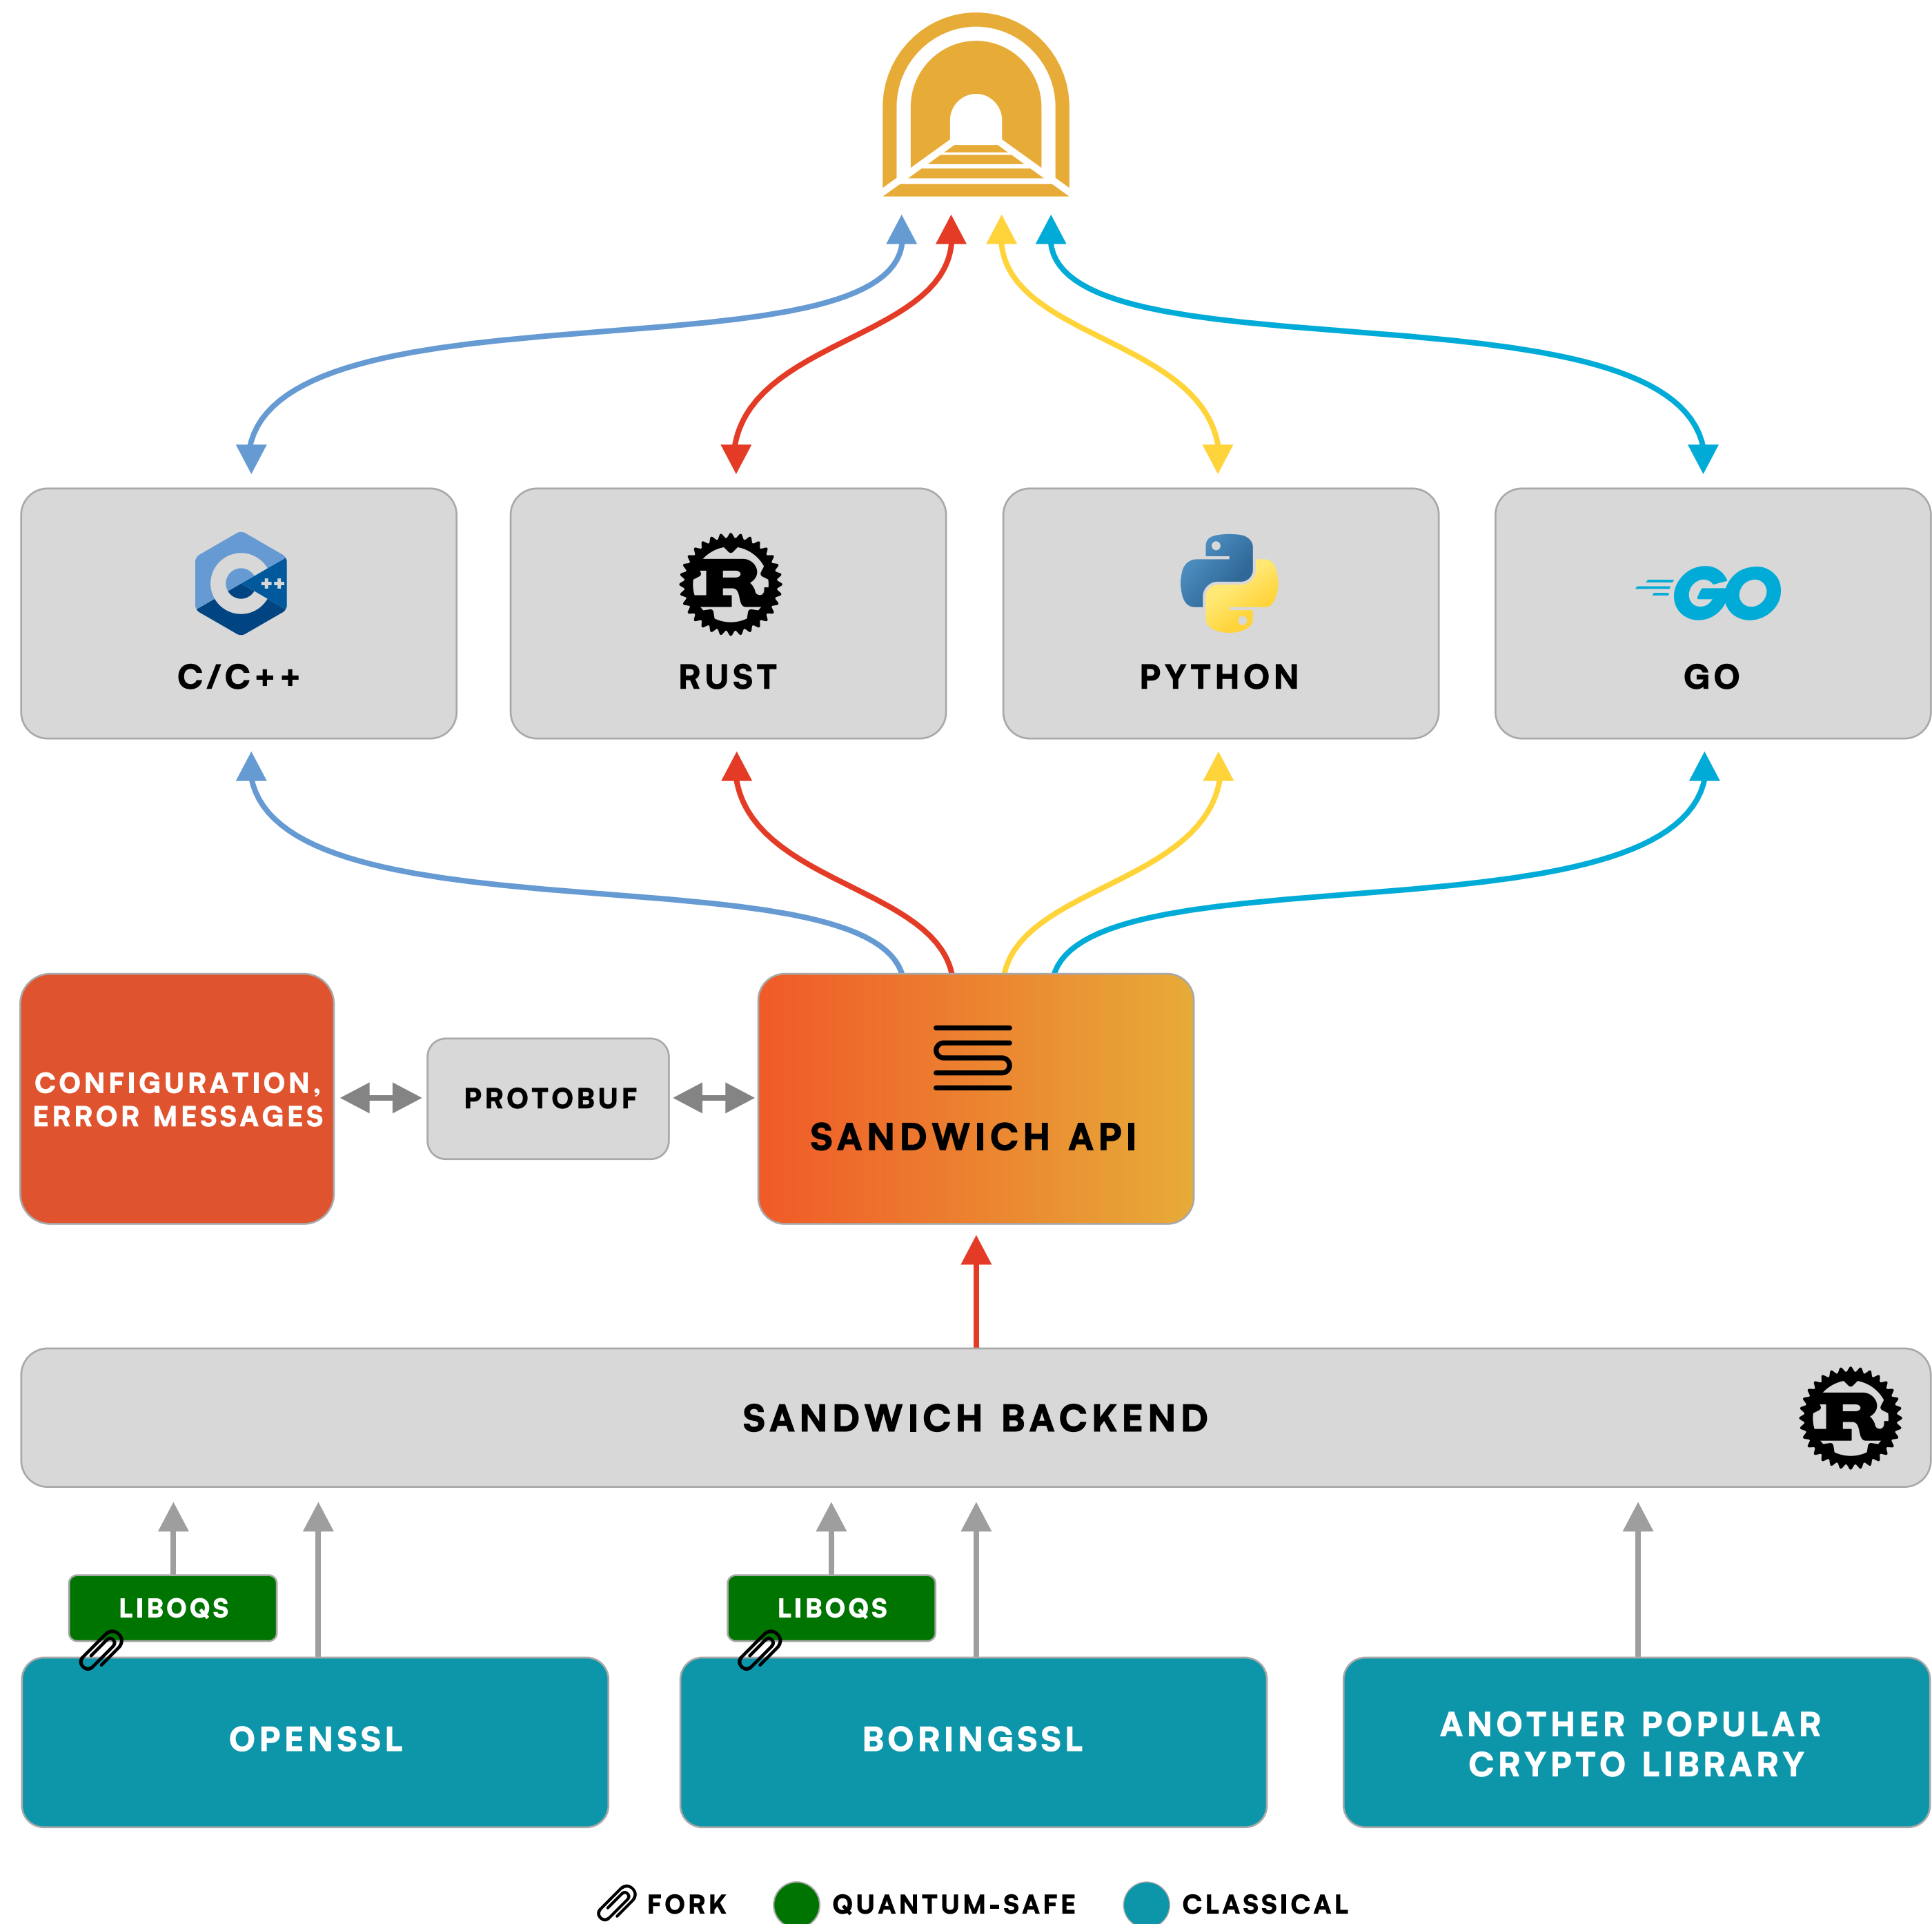 C/C++
RUST
PYTHON
GO
GO
CONFIGURATION,
ERROR MESSAGES
PROTOBUF
SANDWICH API
SANDWICH BACKEND
LIBOQS
LIBOQS
OPENSSL
BORINGSSL
ANOTHER POPULAR
CRYPTO LIBRARY
FORK
QUANTUM-SAFE
CLASSICAL